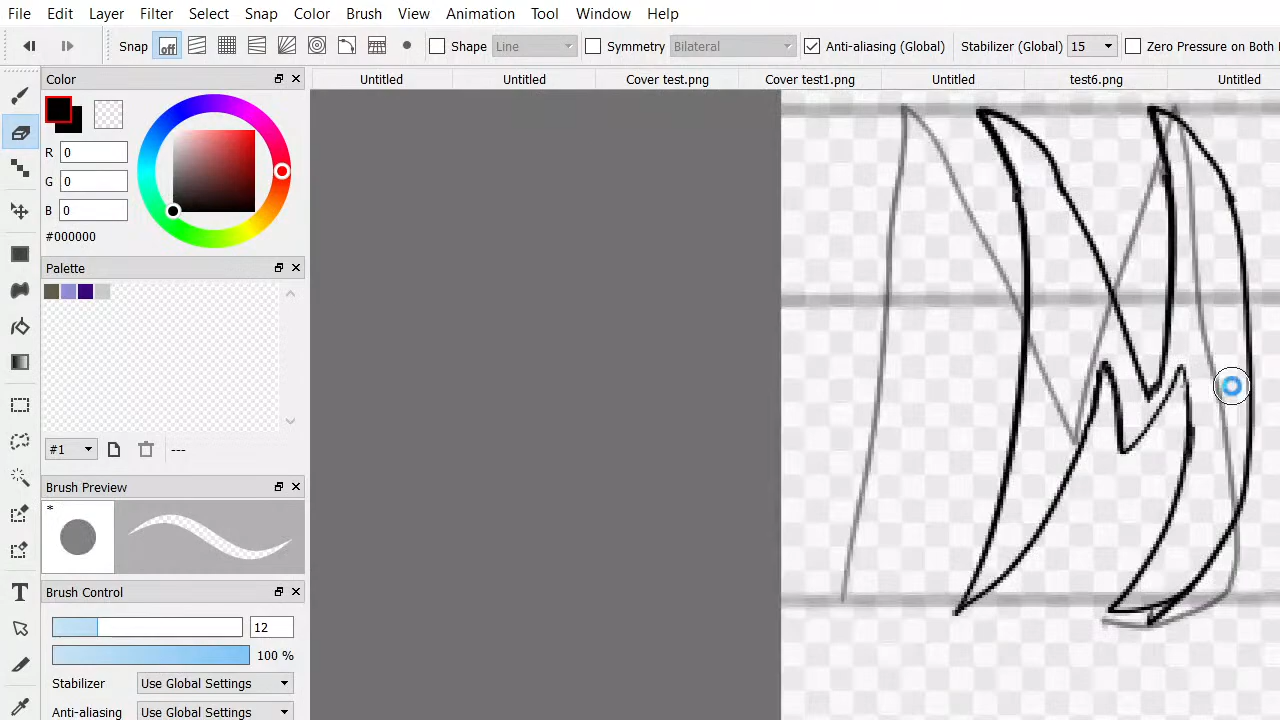 File Edit Layer Filter Select Snap Color Brush View Animation Tool Window Help
Snap off Shape Line Symmetry Bilateral Anti-aliasing (Global) Stabilizer (Global) 15 Zero Pressure on Both
Color
Untitled Untitled Cover test.png Cover test1.png Untitled test6.png Untitled
R 0
G 0
B 0
#000000
Palette
#1 ---
Brush Preview
*
Brush Control
12
100 %
Stabilizer Use Global Settings
Anti-aliasing Use Global Settings
T
M